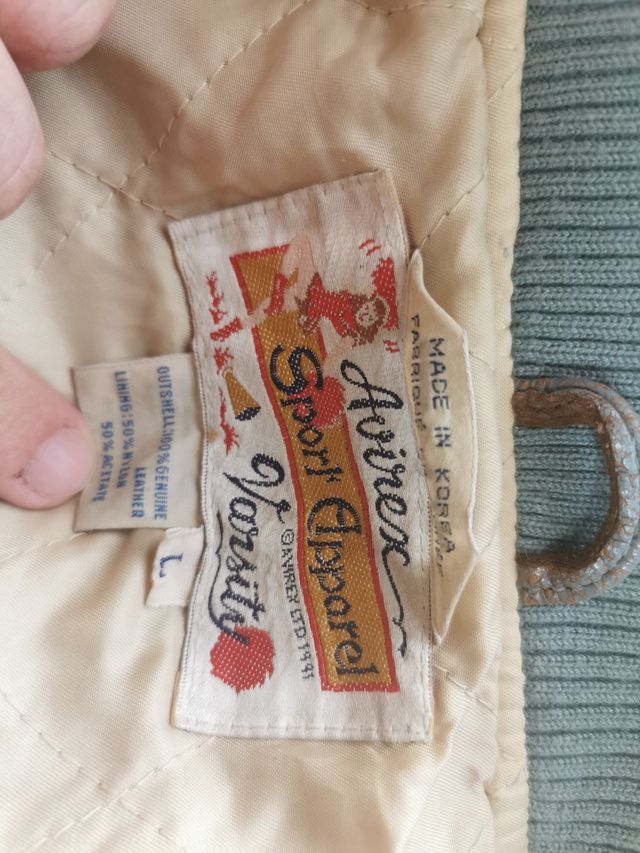 Avirex
Sport Apparel
©AVIREX LTD 1991
Varsity
MADE IN KOREA
FABRIQUÉ
L
OUTSHELL:100%GENUINE
LEATHER
LINING:50%NYLON
50%ACETATE